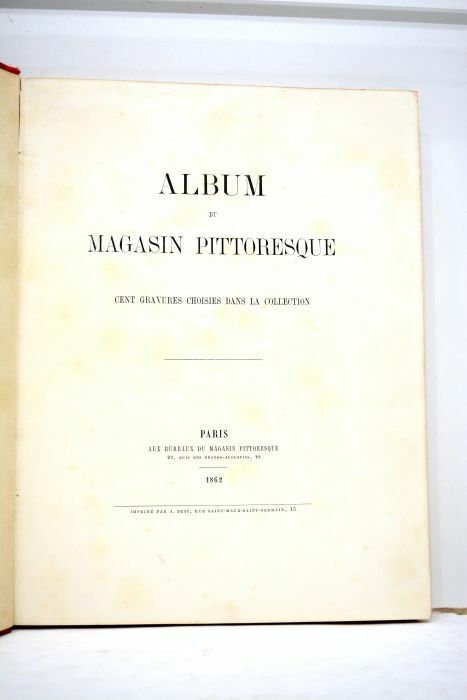 ALBUM
DU
MAGASIN PITTORESQUE
CENT GRAVURES CHOISIES DANS LA COLLECTION
PARIS
AUX BUREAUX DU MAGASIN PITTORESQUE
29, QUAI DES GRANDS-AUGUSTINS, 29
1862
IMPRIMÉ PAR J. BEST, RUE SAINT-MAUR-SAINT-GERMAIN, 15